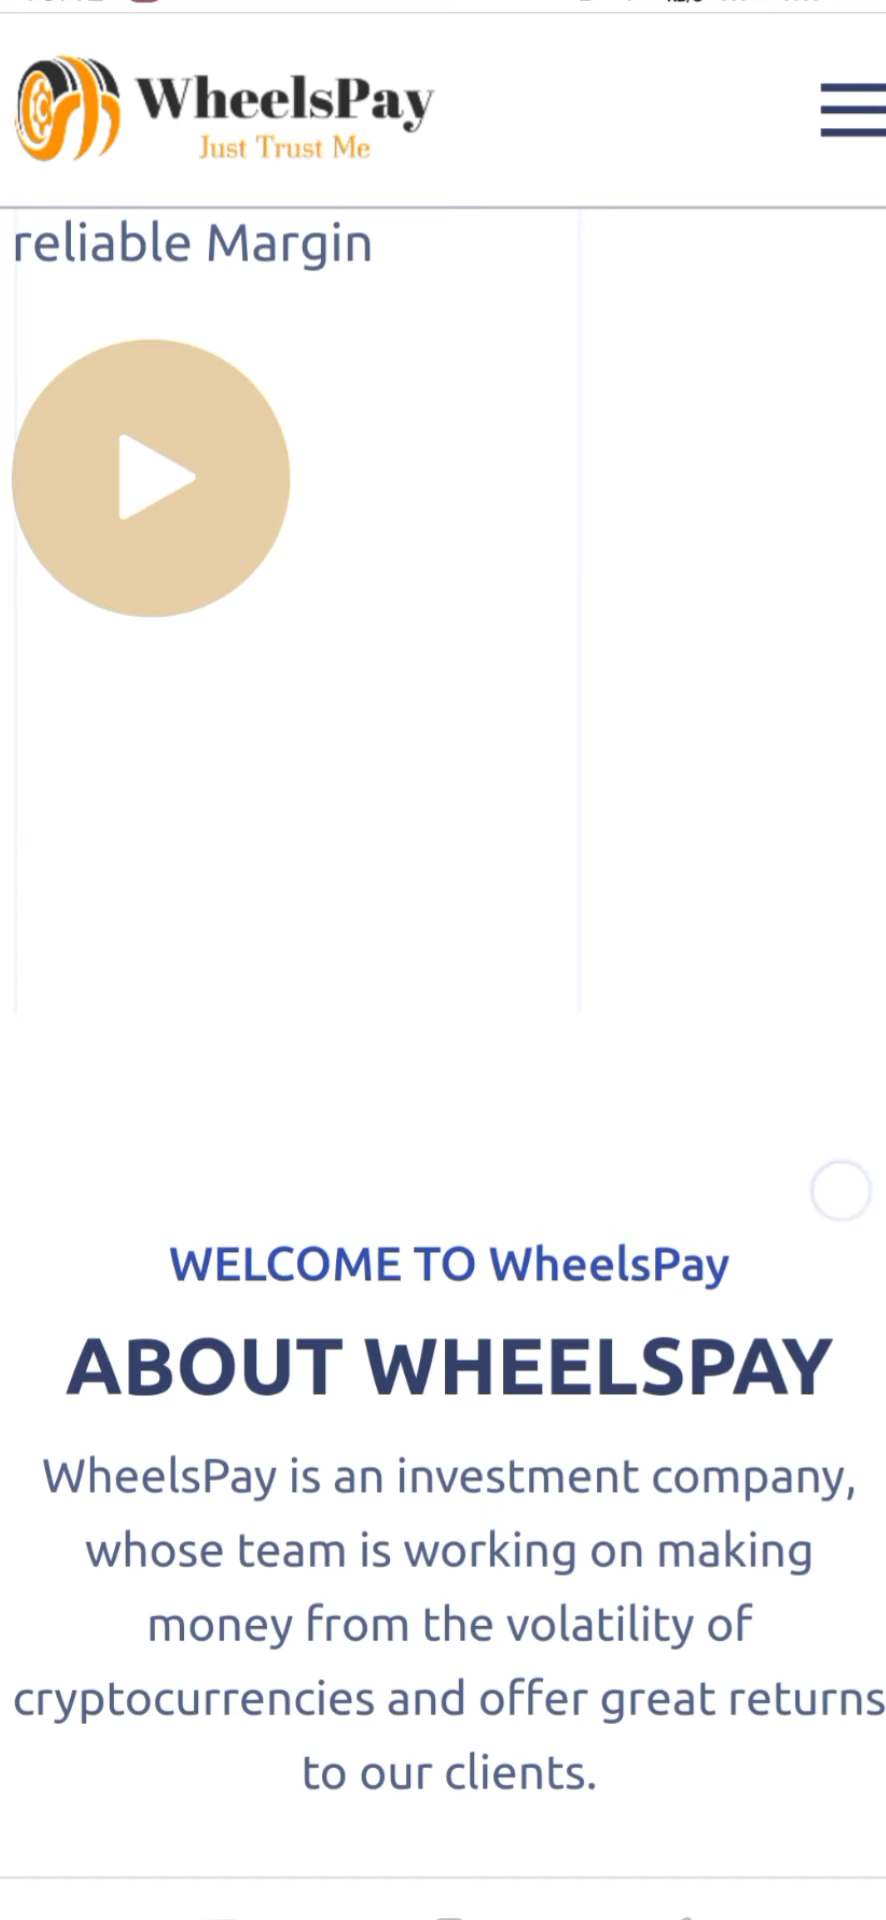 WheelsPay
Just Trust Me
reliable Margin
WELCOME TO WheelsPay
ABOUT WHEELSPAY
WheelsPay is an investment company,
whose team is working on making
money from the volatility of
cryptocurrencies and offer great returns
to our clients.